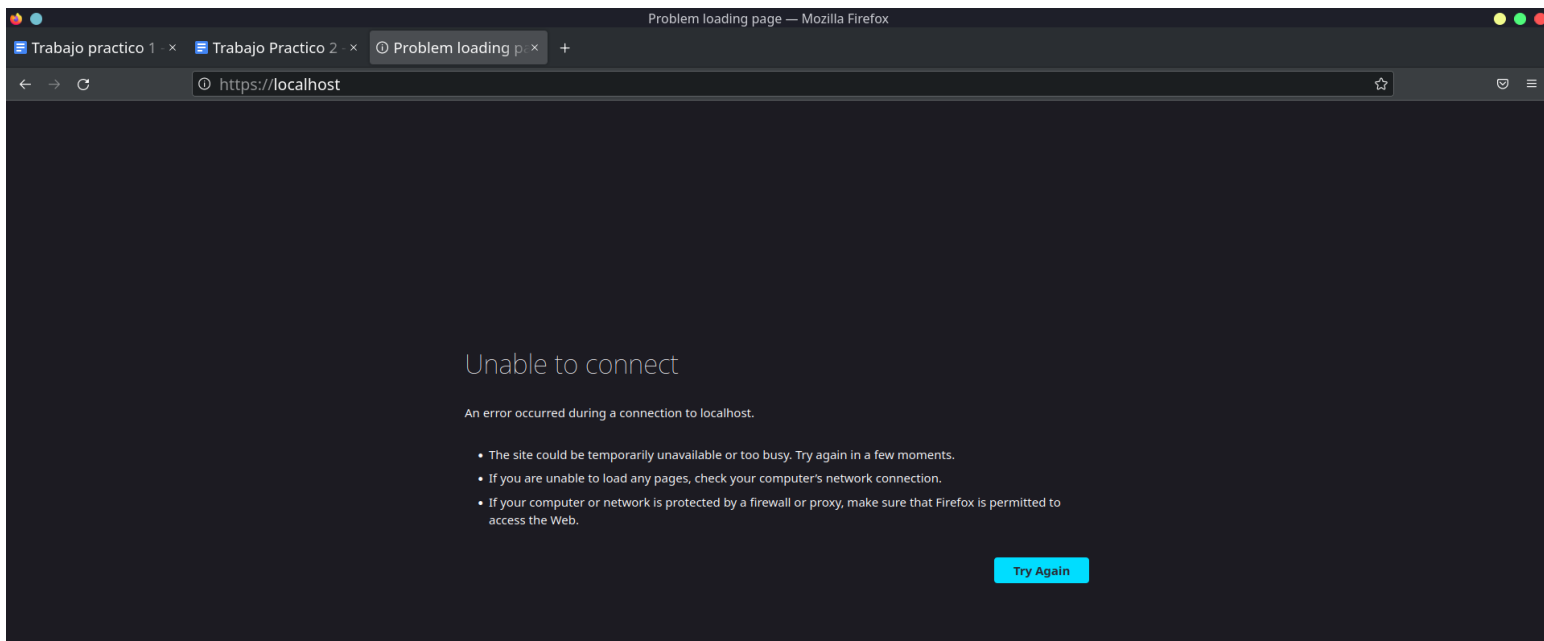 Problem loading page — Mozilla Firefox
Trabajo practico 1 -
Trabajo Practico 2 -
Problem loading pa
https://localhost
Unable to connect
An error occurred during a connection to localhost.
• The site could be temporarily unavailable or too busy. Try again in a few moments.
• If you are unable to load any pages, check your computer's network connection.
• If your computer or network is protected by a firewall or proxy, make sure that Firefox is permitted to
access the Web.
Try Again